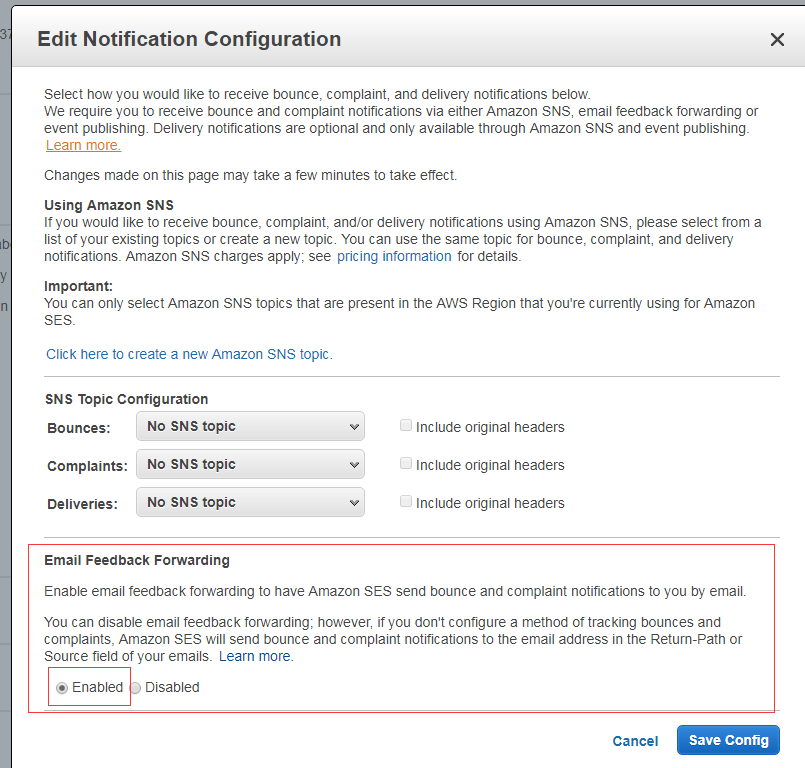 Edit Notification Configuration
37
Select how you would like to receive bounce, complaint, and delivery notifications below.
We require you to receive bounce and complaint notifications via either Amazon SNS, email feedback forwarding or
event publishing. Delivery notifications are optional and only available through Amazon SNS and event publishing.
Learn more.
Changes made on this page may take a few minutes to take effect.
Using Amazon SNS
If you would like to receive bounce, complaint, and/or delivery notifications using Amazon SNS, please select from a
list of your existing topics or create a new topic. You can use the same topic for bounce, complaint, and delivery
notifications. Amazon SNS charges apply; see pricing information for details.
Important:
You can only select Amazon SNS topics that are present in the AWS Region that you're currently using for Amazon
SES.
Click here to create a new Amazon SNS topic.
SNS Topic Configuration
Bounces: No SNS topic Include original headers
Complaints: No SNS topic Include original headers
Deliveries: No SNS topic Include original headers
Email Feedback Forwarding
Enable email feedback forwarding to have Amazon SES send bounce and complaint notifications to you by email.
You can disable email feedback forwarding; however, if you don't configure a method of tracking bounces and
complaints, Amazon SES will send bounce and complaint notifications to the email address in the Return-Path or
Source field of your emails. Learn more.
Enabled Disabled
Cancel Save Config